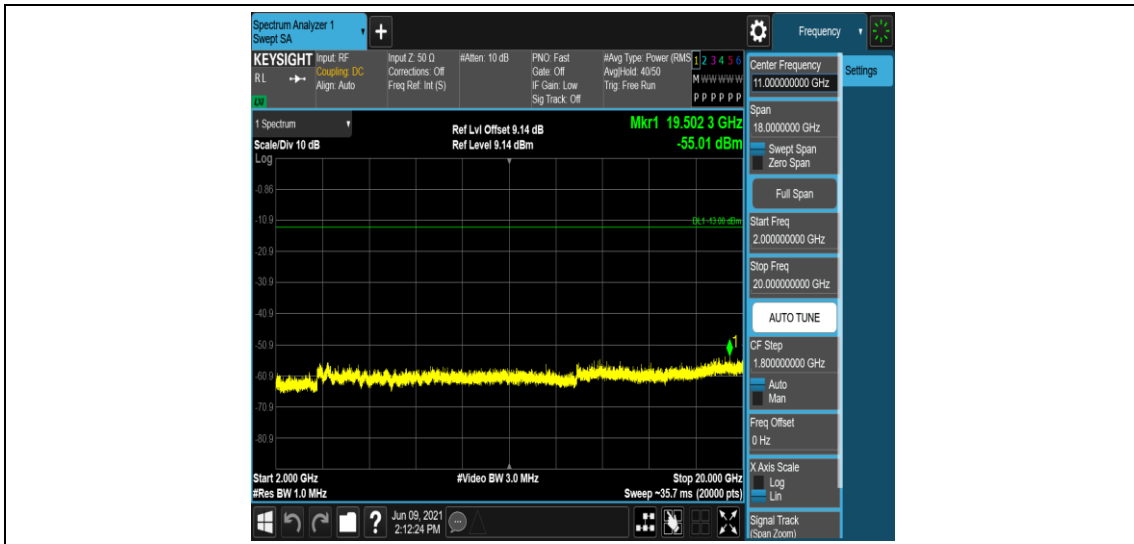 Spectrum Analyzer 1
Swept SA
+
Frequency
KEYSIGHT
RL
LXI
Input: RF
Coupling: DC
Align: Auto
Input Z: 50 Ω
Corrections: Off
Freq Ref: Int (S)
#Atten: 10 dB
PNO: Fast
Gate: Off
IF Gain: Low
Sig Track: Off
#Avg Type: Power (RMS
Avg|Hold: 40/50
Trig: Free Run
1 2 3 4 5 6
M W W W W W
P P P P P P
1 Spectrum
Scale/Div 10 dB
Ref Lvl Offset 9.14 dB
Ref Level 9.14 dBm
Mkr1 19.502 3 GHz
-55.01 dBm
Log
-0.86
-10.9
DL1 -13.00 dBm
-20.9
-30.9
-40.9
-50.9
1
-60.9
-70.9
-80.9
Start 2.000 GHz
#Res BW 1.0 MHz
#Video BW 3.0 MHz
Stop 20.000 GHz
Sweep ~35.7 ms (20000 pts)
Center Frequency
11.000000000 GHz
Settings
Span
18.0000000 GHz
Swept Span
Zero Span
Full Span
Start Freq
2.000000000 GHz
Stop Freq
20.000000000 GHz
AUTO TUNE
CF Step
1.800000000 GHz
Auto
Man
Freq Offset
0 Hz
X Axis Scale
Log
Lin
Signal Track
(Span Zoom)
?
Jun 09, 2021
2:12:24 PM